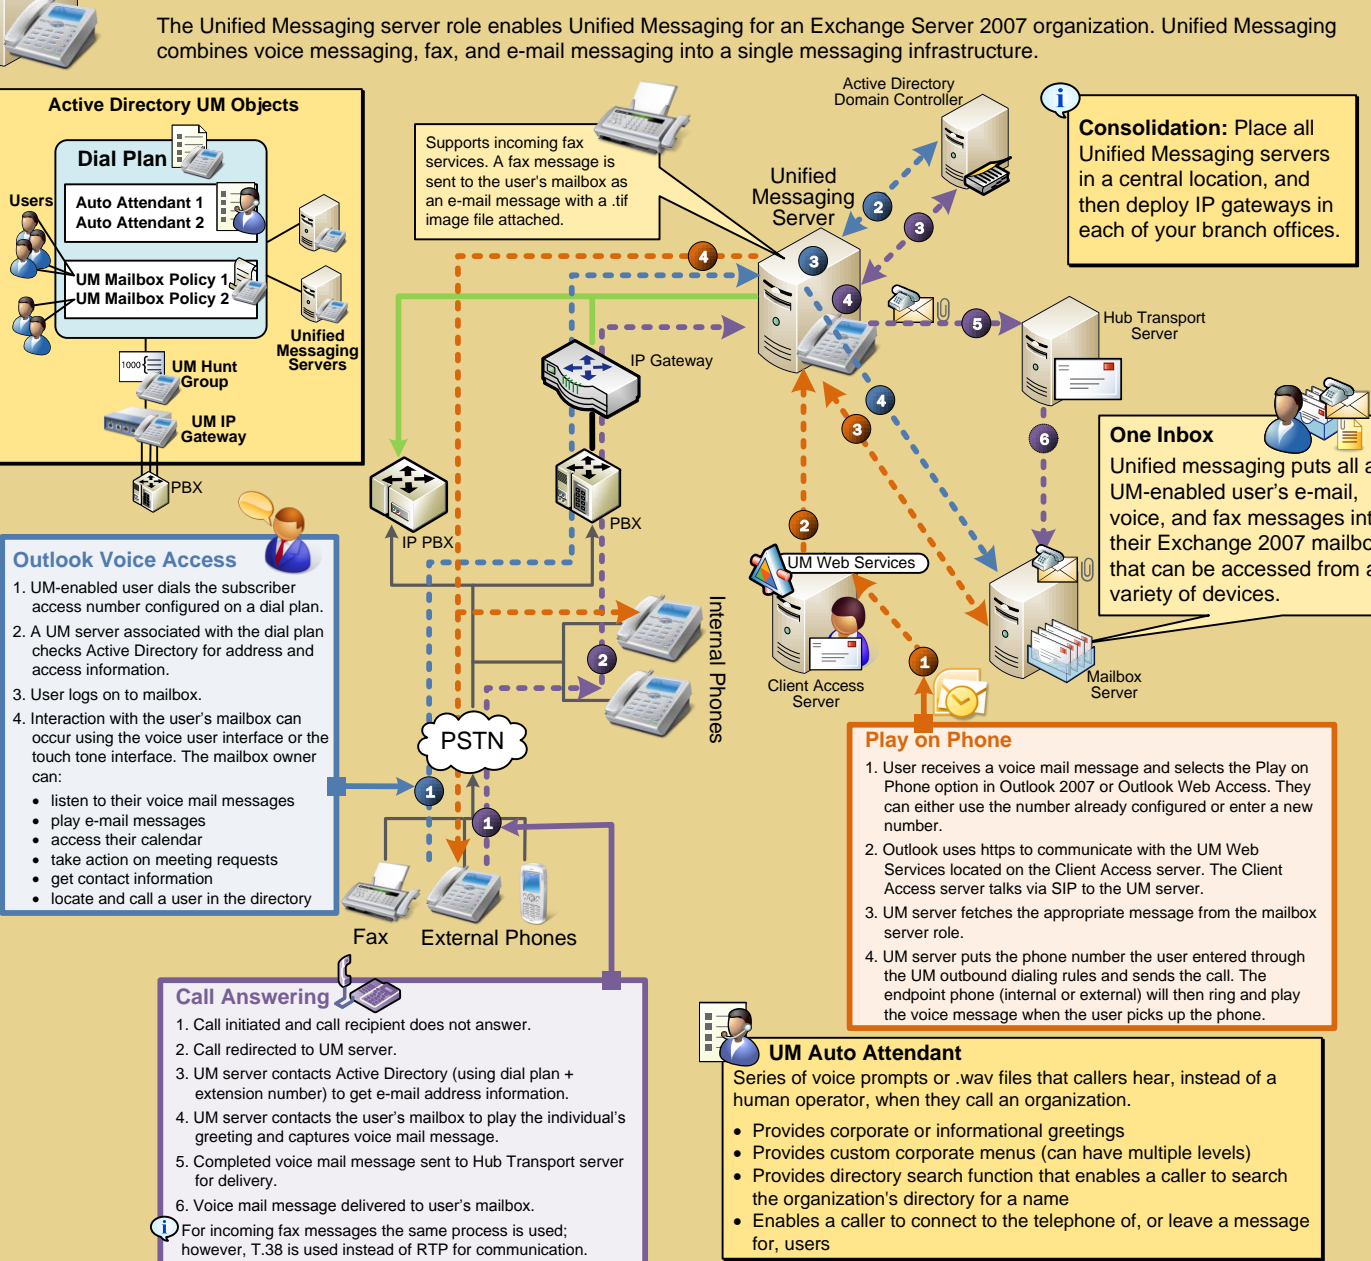 The Unified Messaging server role enables Unified Messaging for an Exchange Server 2007 organization. Unified Messaging
combines voice messaging, fax, and e-mail messaging into a single messaging infrastructure.
Active Directory UM Objects
Dial Plan
Users
Auto Attendant 1
Auto Attendant 2
UM Mailbox Policy 1
UM Mailbox Policy 2
Unified
Messaging
Servers
1000
UM Hunt
Group
UM IP
Gateway
PBX
Supports incoming fax
services. A fax message is
sent to the user's mailbox as
an e-mail message with a .tif
image file attached.
Active Directory
Domain Controller
Unified
Messaging
Server
2
3
4
3
4
5
Consolidation: Place all
Unified Messaging servers
in a central location, and
then deploy IP gateways in
each of your branch offices.
Hub Transport
Server
IP Gateway
4
3
6
One Inbox
Unified messaging puts all a
UM-enabled user's e-mail,
voice, and fax messages int
their Exchange 2007 mailbo
that can be accessed from a
variety of devices.
IP PBX
PBX
2
UM Web Services
Client Access
Server
1
Mailbox
Server
Internal Phones
2
PSTN
1
1
Fax
External Phones
Outlook Voice Access
1. UM-enabled user dials the subscriber
access number configured on a dial plan.
2. A UM server associated with the dial plan
checks Active Directory for address and
access information.
3. User logs on to mailbox.
4. Interaction with the user's mailbox can
occur using the voice user interface or the
touch tone interface. The mailbox owner
can:
• listen to their voice mail messages
• play e-mail messages
• access their calendar
• take action on meeting requests
• get contact information
• locate and call a user in the directory
Play on Phone
1. User receives a voice mail message and selects the Play on
Phone option in Outlook 2007 or Outlook Web Access. They
can either use the number already configured or enter a new
number.
2. Outlook uses https to communicate with the UM Web
Services located on the Client Access server. The Client
Access server talks via SIP to the UM server.
3. UM server fetches the appropriate message from the mailbox
server role.
4. UM server puts the phone number the user entered through
the UM outbound dialing rules and sends the call. The
endpoint phone (internal or external) will then ring and play
the voice message when the user picks up the phone.
Call Answering
1. Call initiated and call recipient does not answer.
2. Call redirected to UM server.
3. UM server contacts Active Directory (using dial plan +
extension number) to get e-mail address information.
4. UM server contacts the user's mailbox to play the individual's
greeting and captures voice mail message.
5. Completed voice mail message sent to Hub Transport server
for delivery.
6. Voice mail message delivered to user's mailbox.
For incoming fax messages the same process is used;
however, T.38 is used instead of RTP for communication.
UM Auto Attendant
Series of voice prompts or .wav files that callers hear, instead of a
human operator, when they call an organization.
• Provides corporate or informational greetings
• Provides custom corporate menus (can have multiple levels)
• Provides directory search function that enables a caller to search
the organization's directory for a name
• Enables a caller to connect to the telephone of, or leave a message
for, users